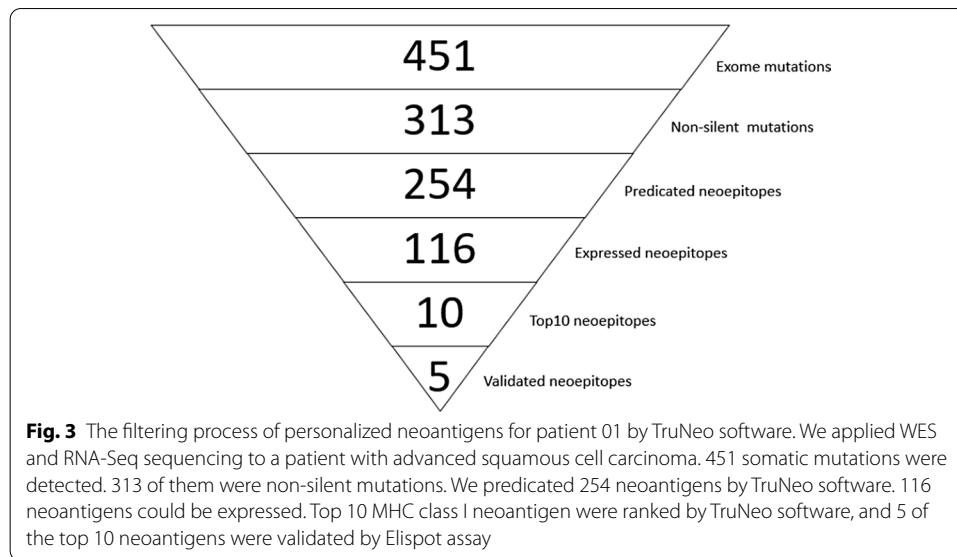 451 Exome mutations
313 Non-silent mutations
254 Predicated neoepitopes
116 Expressed neoepitopes
10 Top10 neoepitopes
5 Validated neoepitopes
Fig. 3 The filtering process of personalized neoantigens for patient 01 by TruNeo software. We applied WES
and RNA-Seq sequencing to a patient with advanced squamous cell carcinoma. 451 somatic mutations were
detected. 313 of them were non-silent mutations. We predicated 254 neoantigens by TruNeo software. 116
neoantigens could be expressed. Top 10 MHC class I neoantigen were ranked by TruNeo software, and 5 of
the top 10 neoantigens were validated by Elispot assay